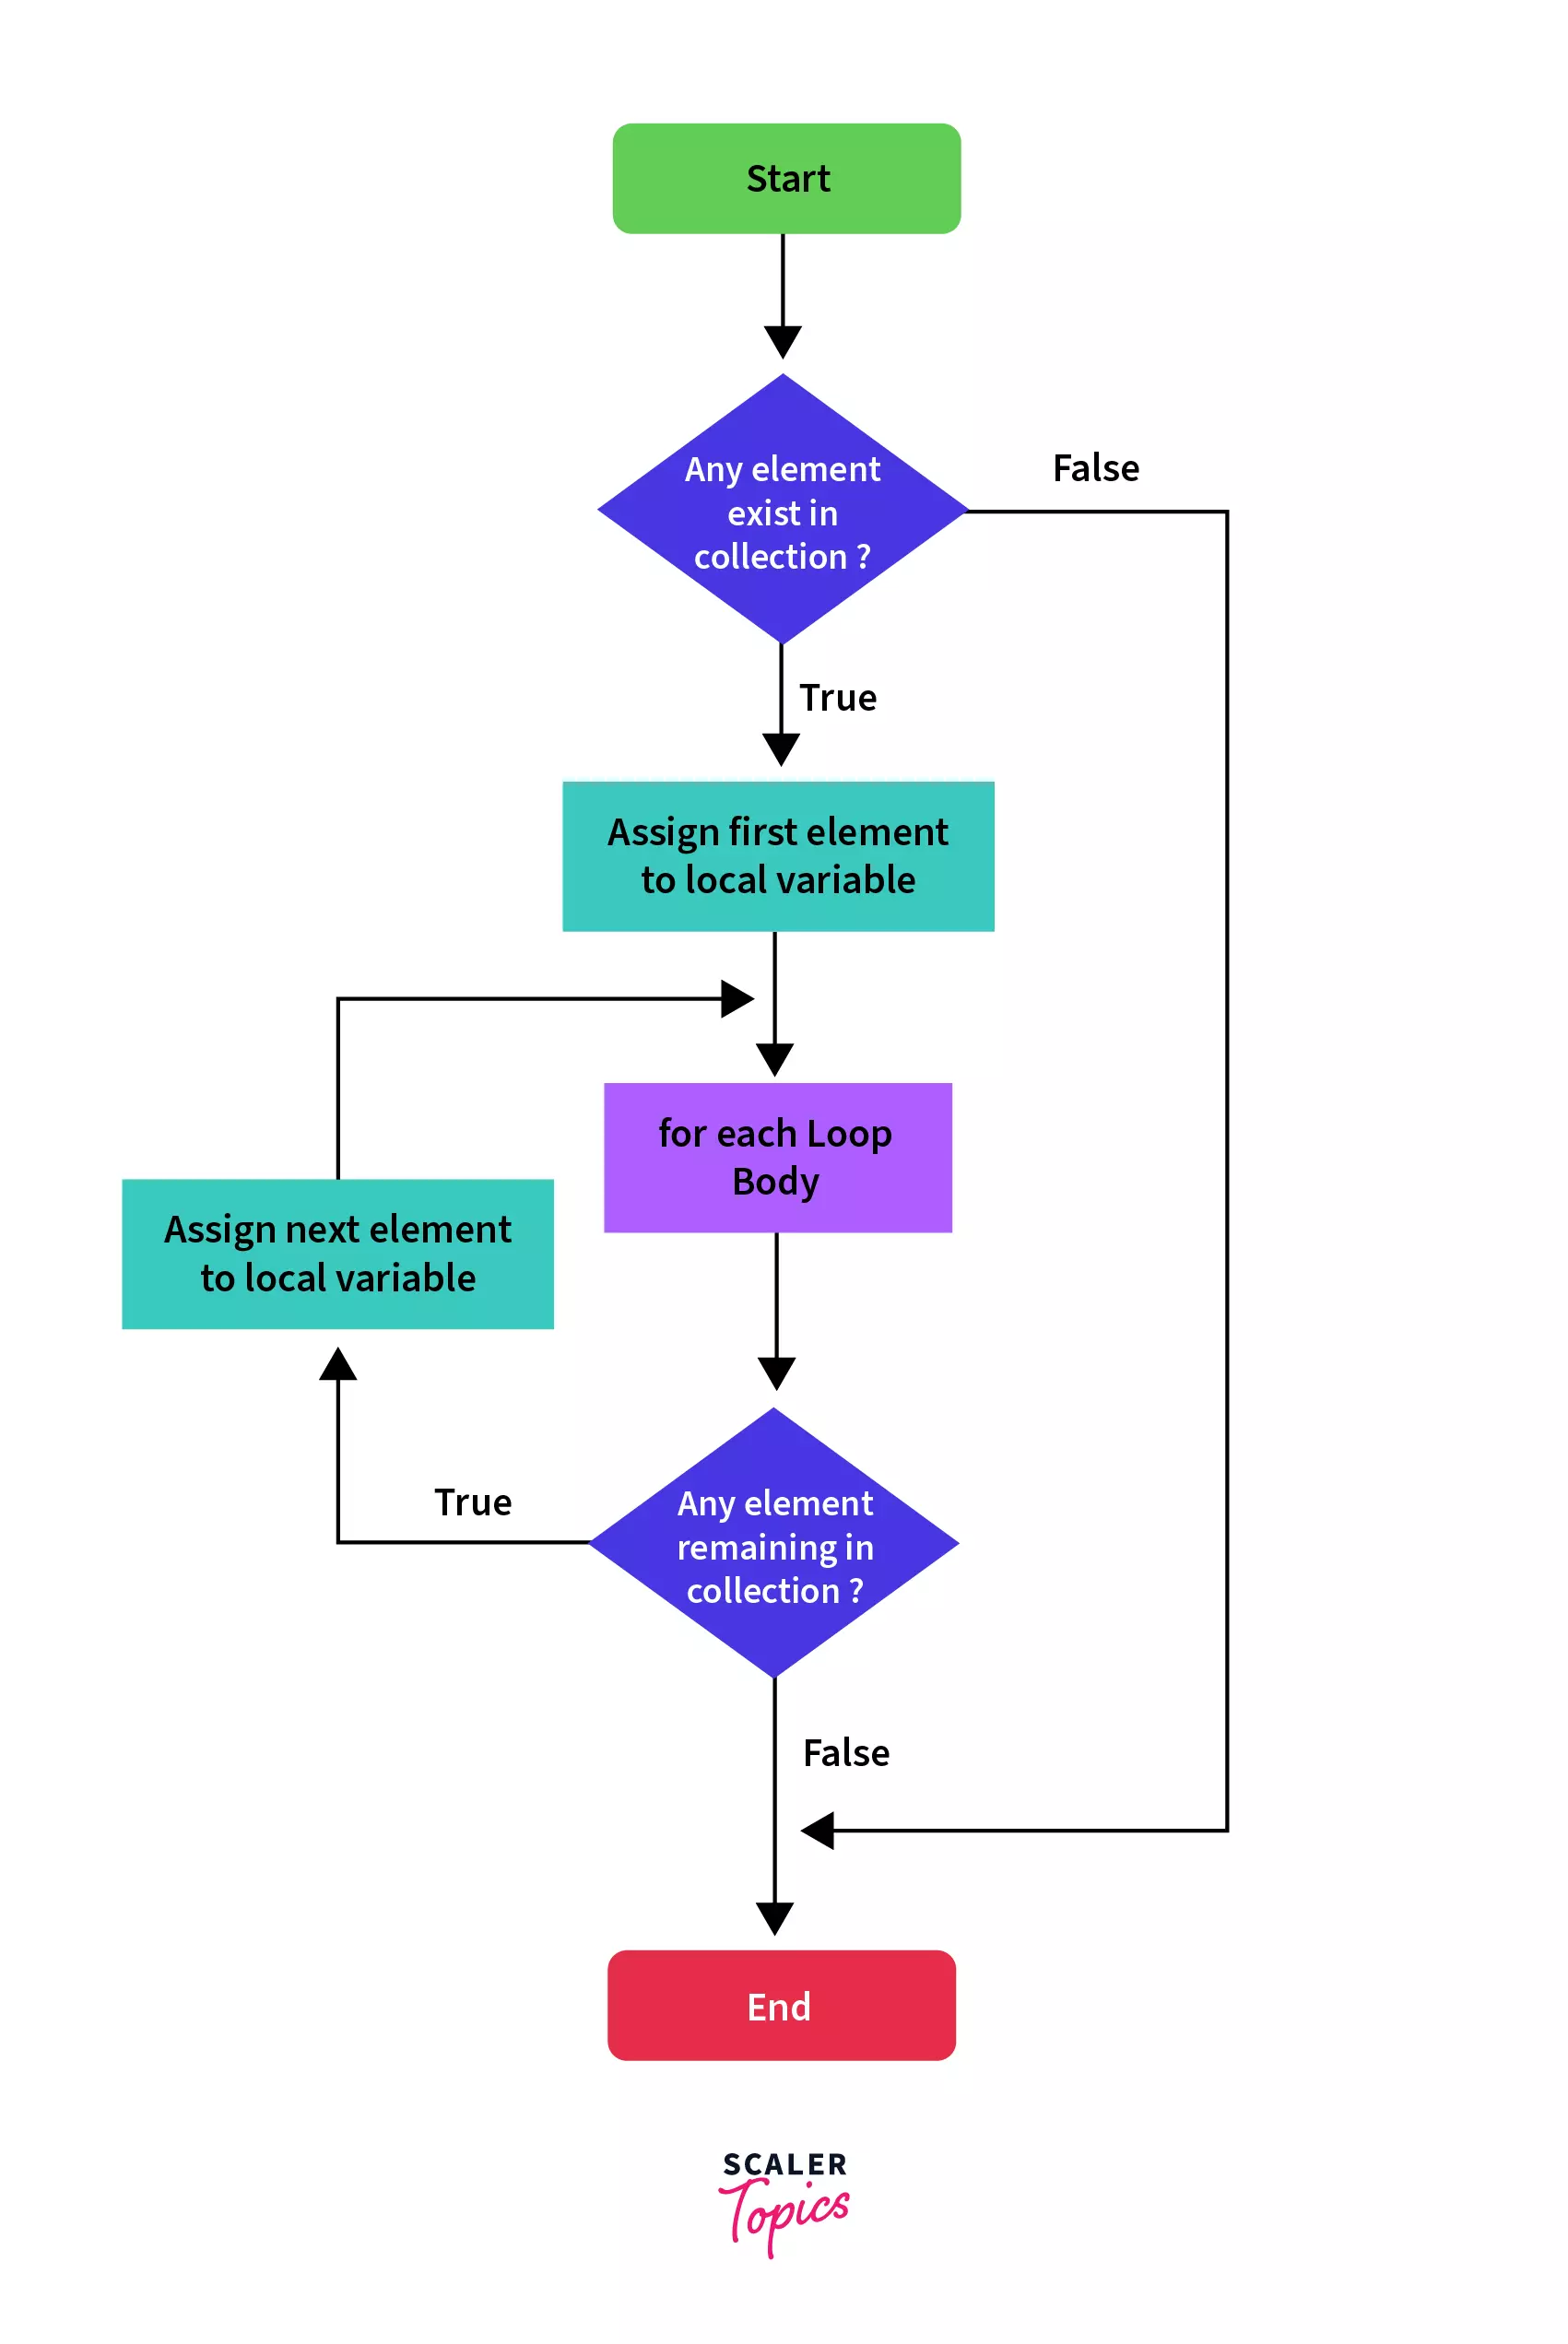 Start
Any element
exist in
collection ?
False
True
Assign first element
to local variable
for each Loop
Body
Assign next element
to local variable
True
Any element
remaining in
collection ?
False
End
SCALER
Topics